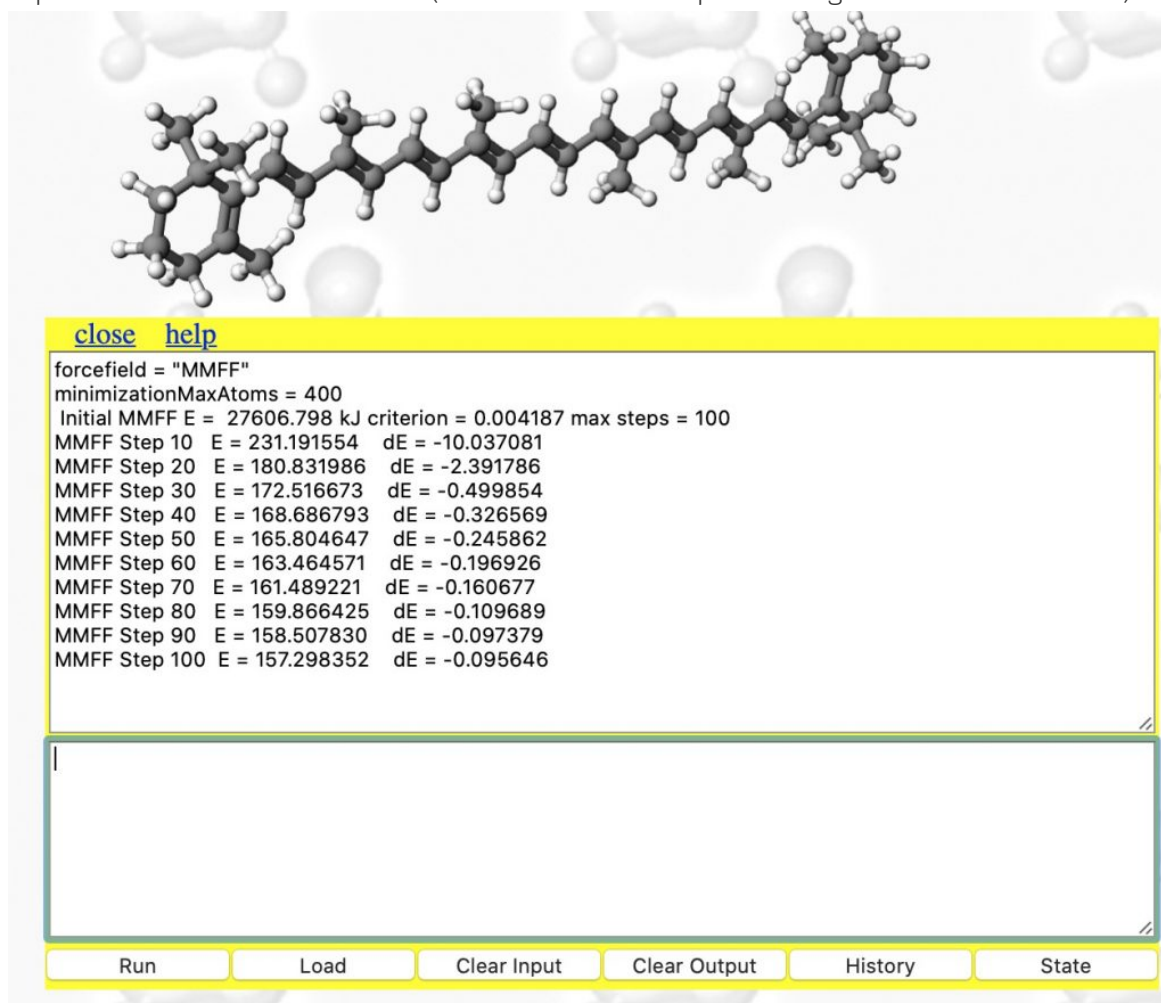 close help
forcefield = "MMFF"
minimizationMaxAtoms = 400
Initial MMFF E = 27606.798 kJ criterion = 0.004187 max steps = 100
MMFF Step 10 E = 231.191554 dE = -10.037081
MMFF Step 20 E = 180.831986 dE = -2.391786
MMFF Step 30 E = 172.516673 dE = -0.499854
MMFF Step 40 E = 168.686793 dE = -0.326569
MMFF Step 50 E = 165.804647 dE = -0.245862
MMFF Step 60 E = 163.464571 dE = -0.196926
MMFF Step 70 E = 161.489221 dE = -0.160677
MMFF Step 80 E = 159.866425 dE = -0.109689
MMFF Step 90 E = 158.507830 dE = -0.097379
MMFF Step 100 E = 157.298352 dE = -0.095646
Run Load Clear Input Clear Output History State